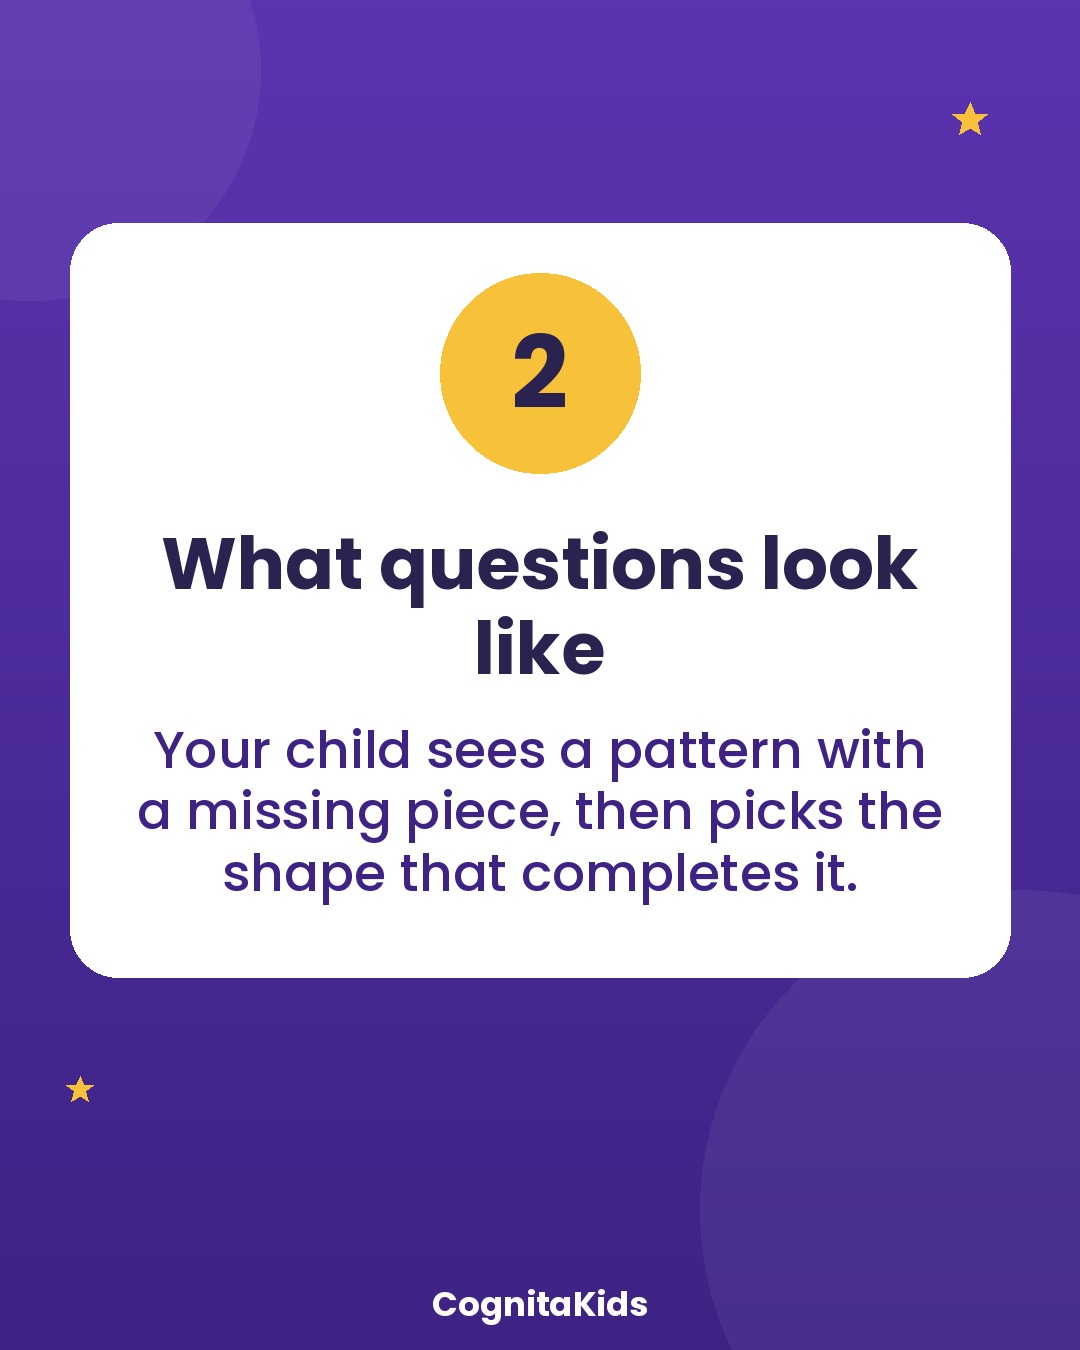 2
What questions look
like
Your child sees a pattern with
a missing piece, then picks the
shape that completes it.
CognitaKids